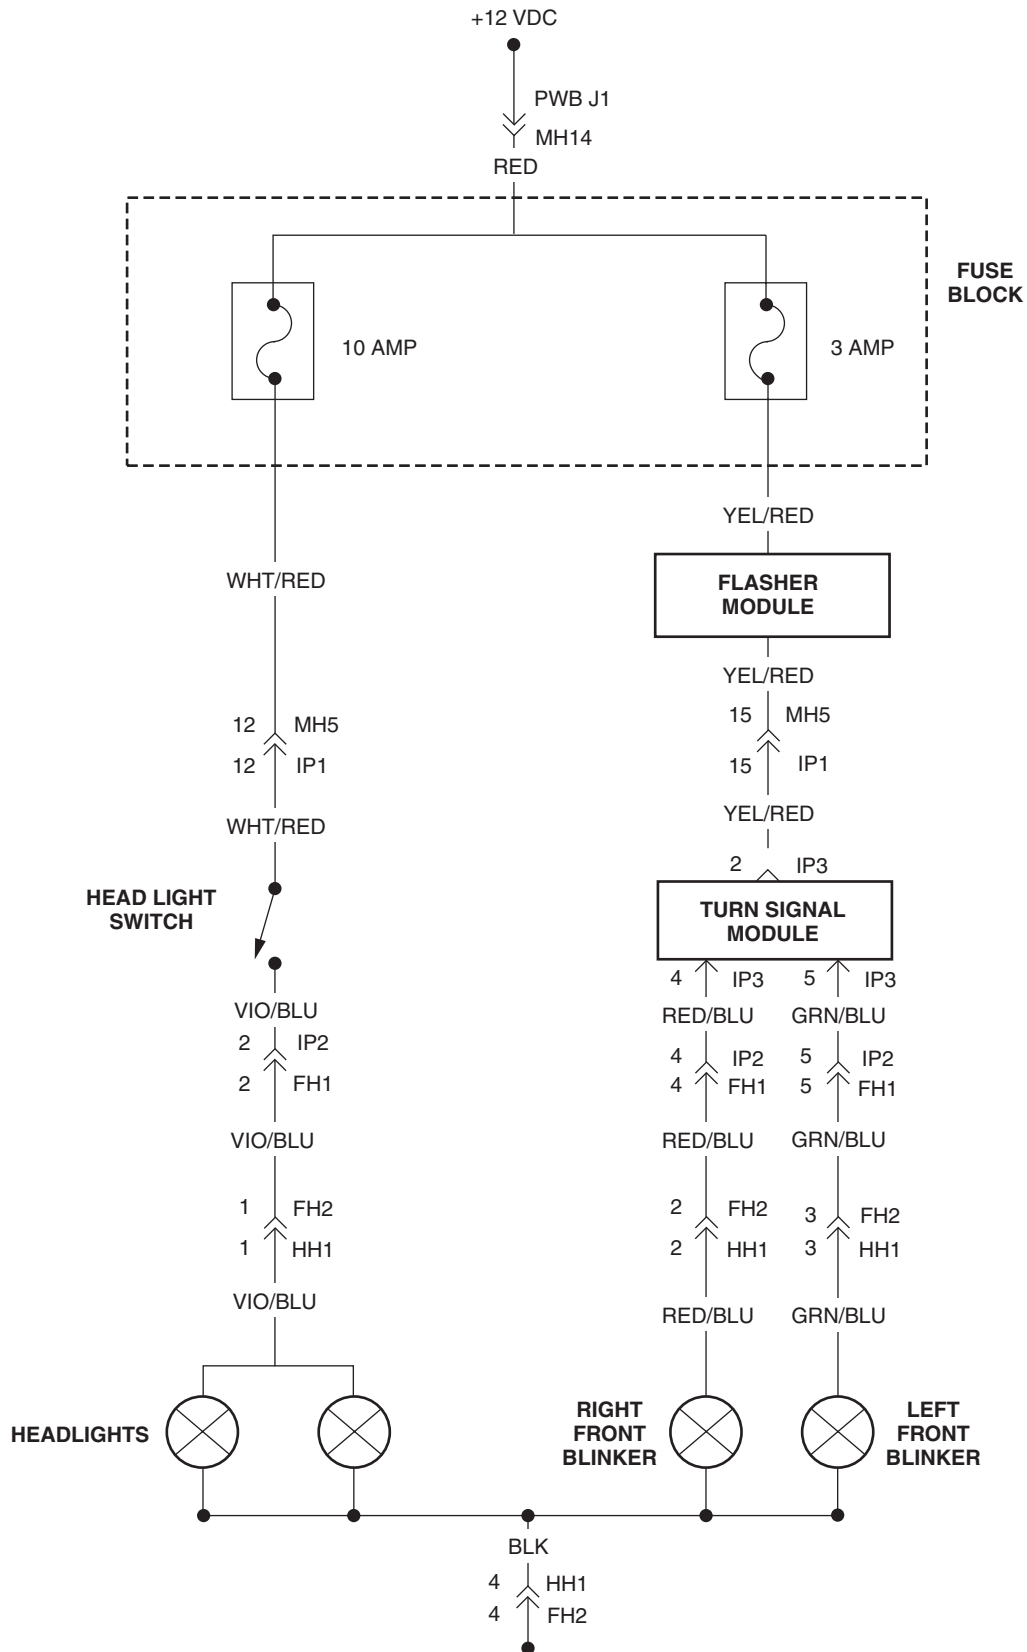 +12 VDC
PWB J1
MH14
RED
FUSE
BLOCK
10 AMP
3 AMP
YEL/RED
WHT/RED
FLASHER
MODULE
YEL/RED
12 MH5
12 IP1
15 MH5
15 IP1
WHT/RED
YEL/RED
2 IP3
HEAD LIGHT
SWITCH
TURN SIGNAL
MODULE
4 IP3
5 IP3
VIO/BLU
RED/BLU
GRN/BLU
2 IP2
2 FH1
4 IP2
4 FH1
5 IP2
5 FH1
VIO/BLU
RED/BLU
GRN/BLU
1 FH2
1 HH1
2 FH2
2 HH1
3 FH2
3 HH1
VIO/BLU
RED/BLU
GRN/BLU
HEADLIGHTS
RIGHT
FRONT
BLINKER
LEFT
FRONT
BLINKER
BLK
4 HH1
4 FH2